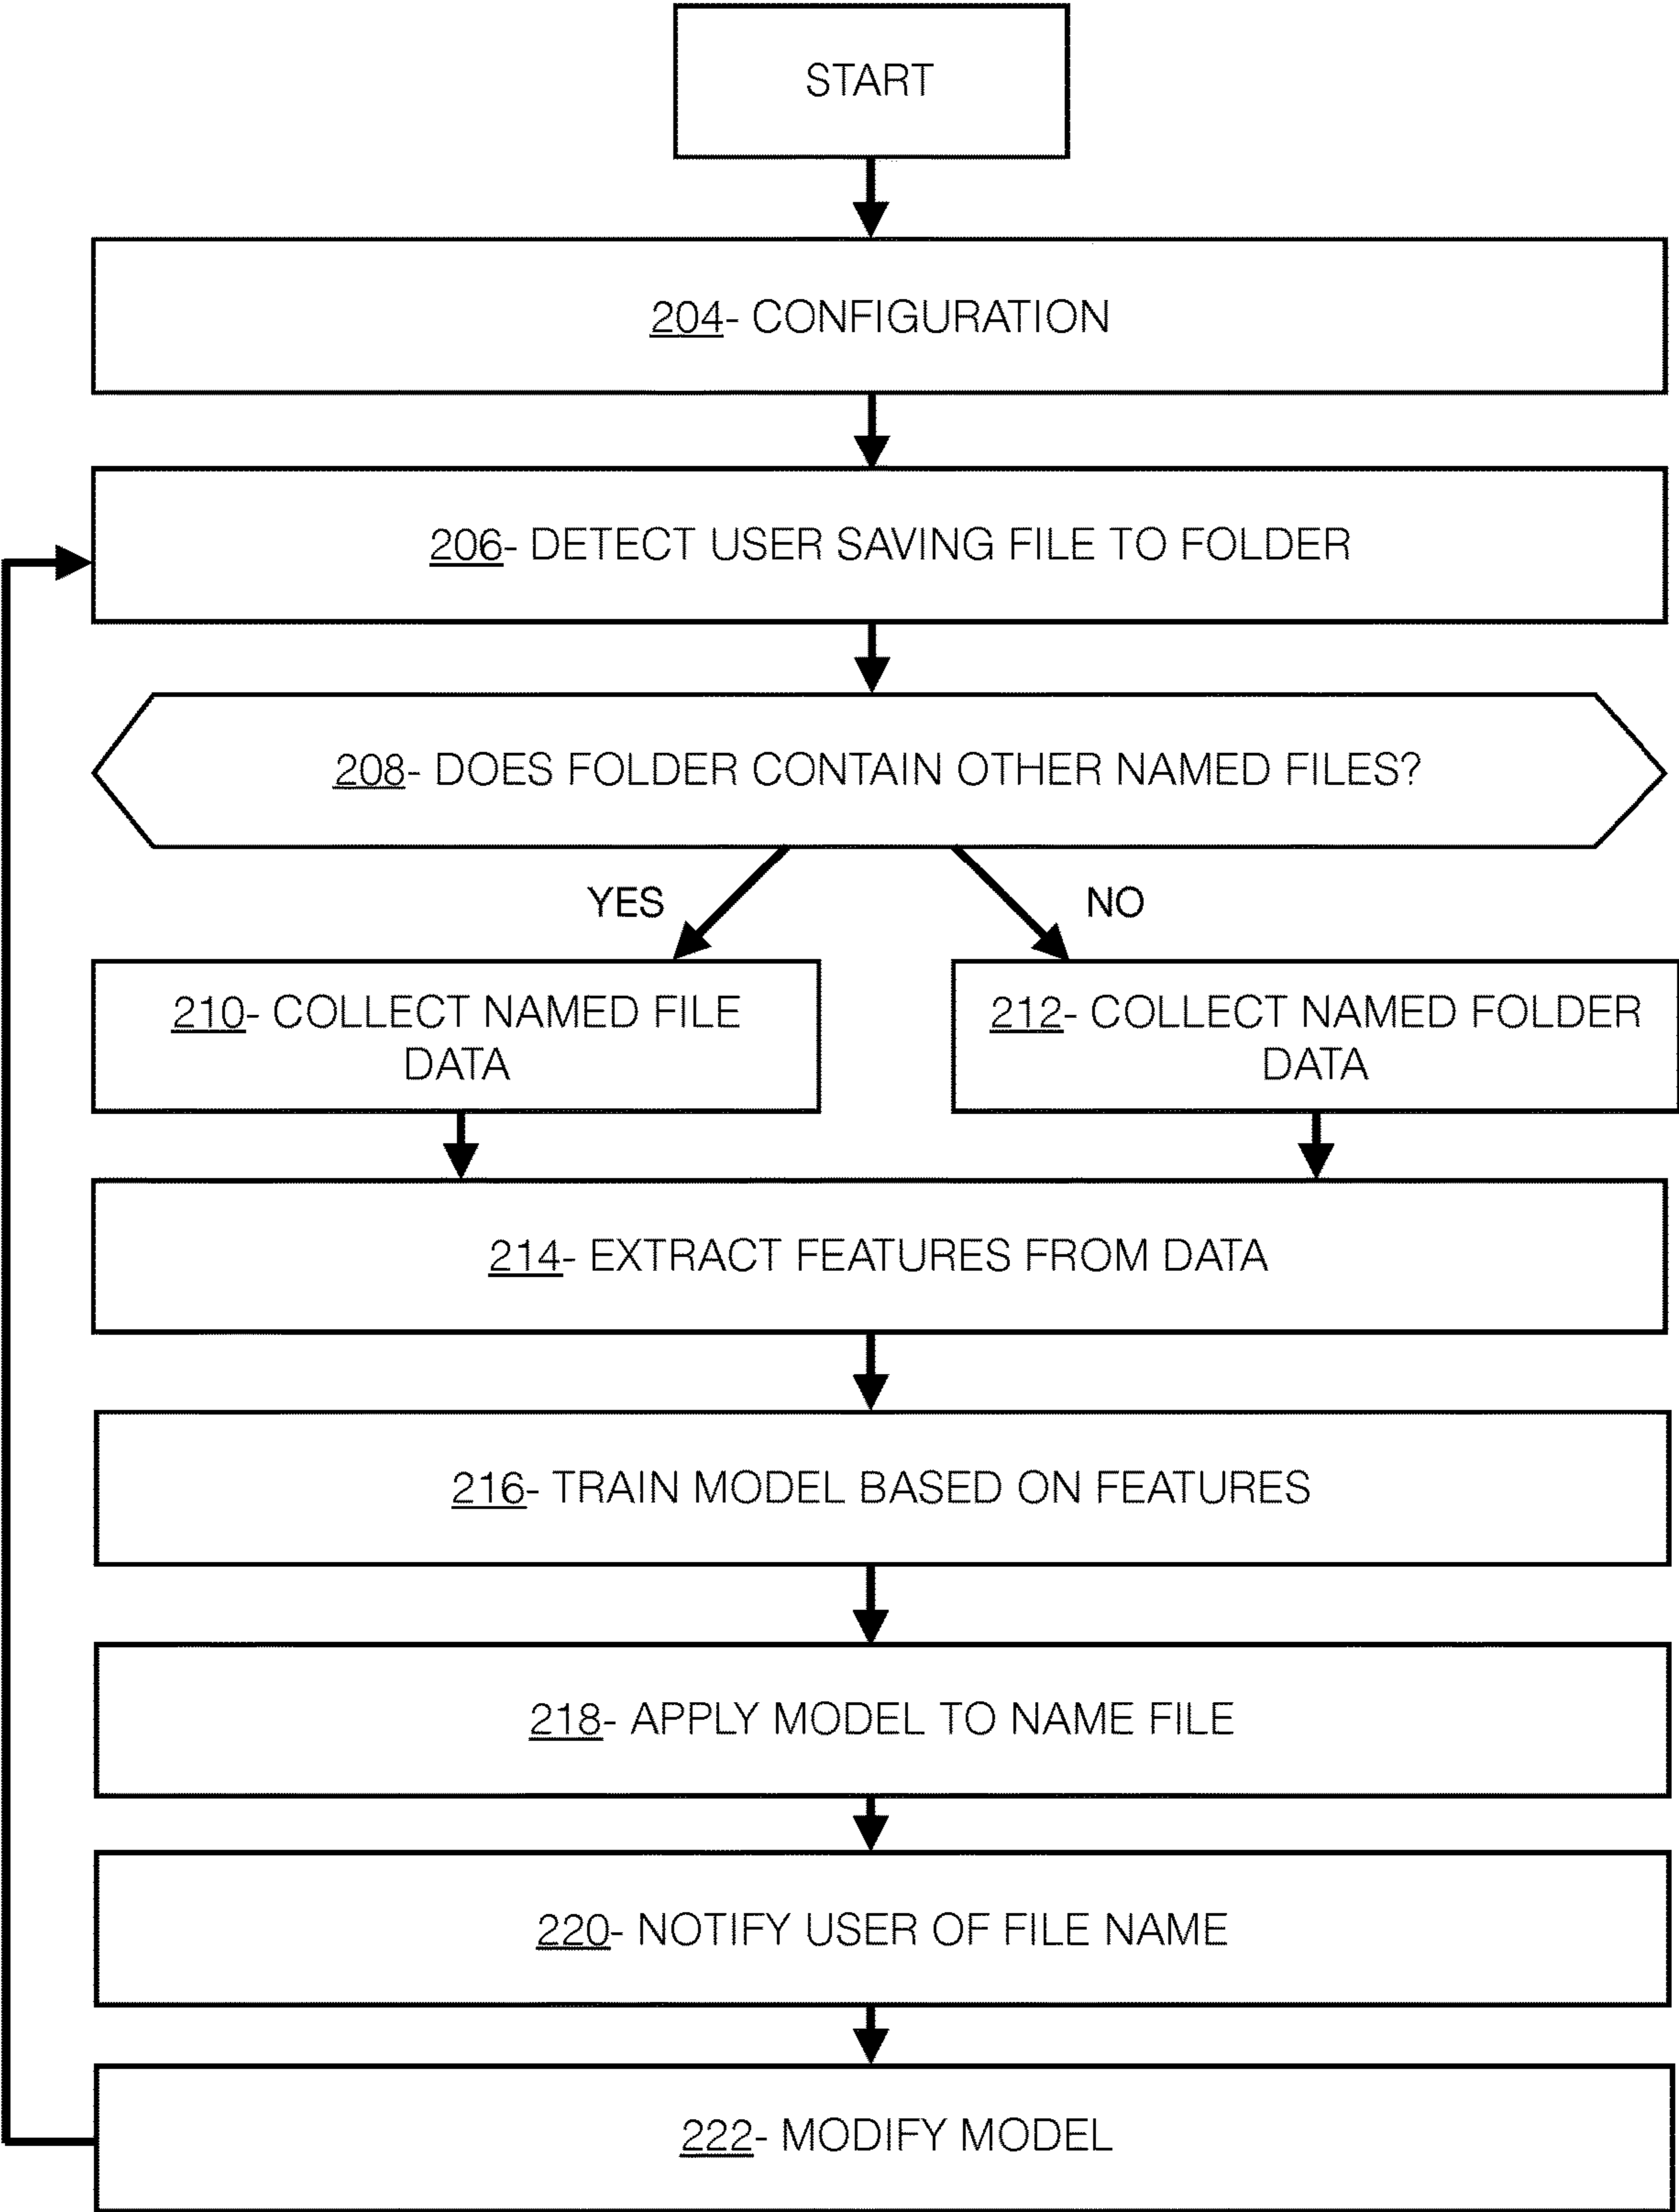 START
204- CONFIGURATION
206- DETECT USER SAVING FILE TO FOLDER
208- DOES FOLDER CONTAIN OTHER NAMED FILES?
YES
NO
210- COLLECT NAMED FILE
DATA
212- COLLECT NAMED FOLDER
DATA
214- EXTRACT FEATURES FROM DATA
216- TRAIN MODEL BASED ON FEATURES
218- APPLY MODEL TO NAME FILE
220- NOTIFY USER OF FILE NAME
222- MODIFY MODEL